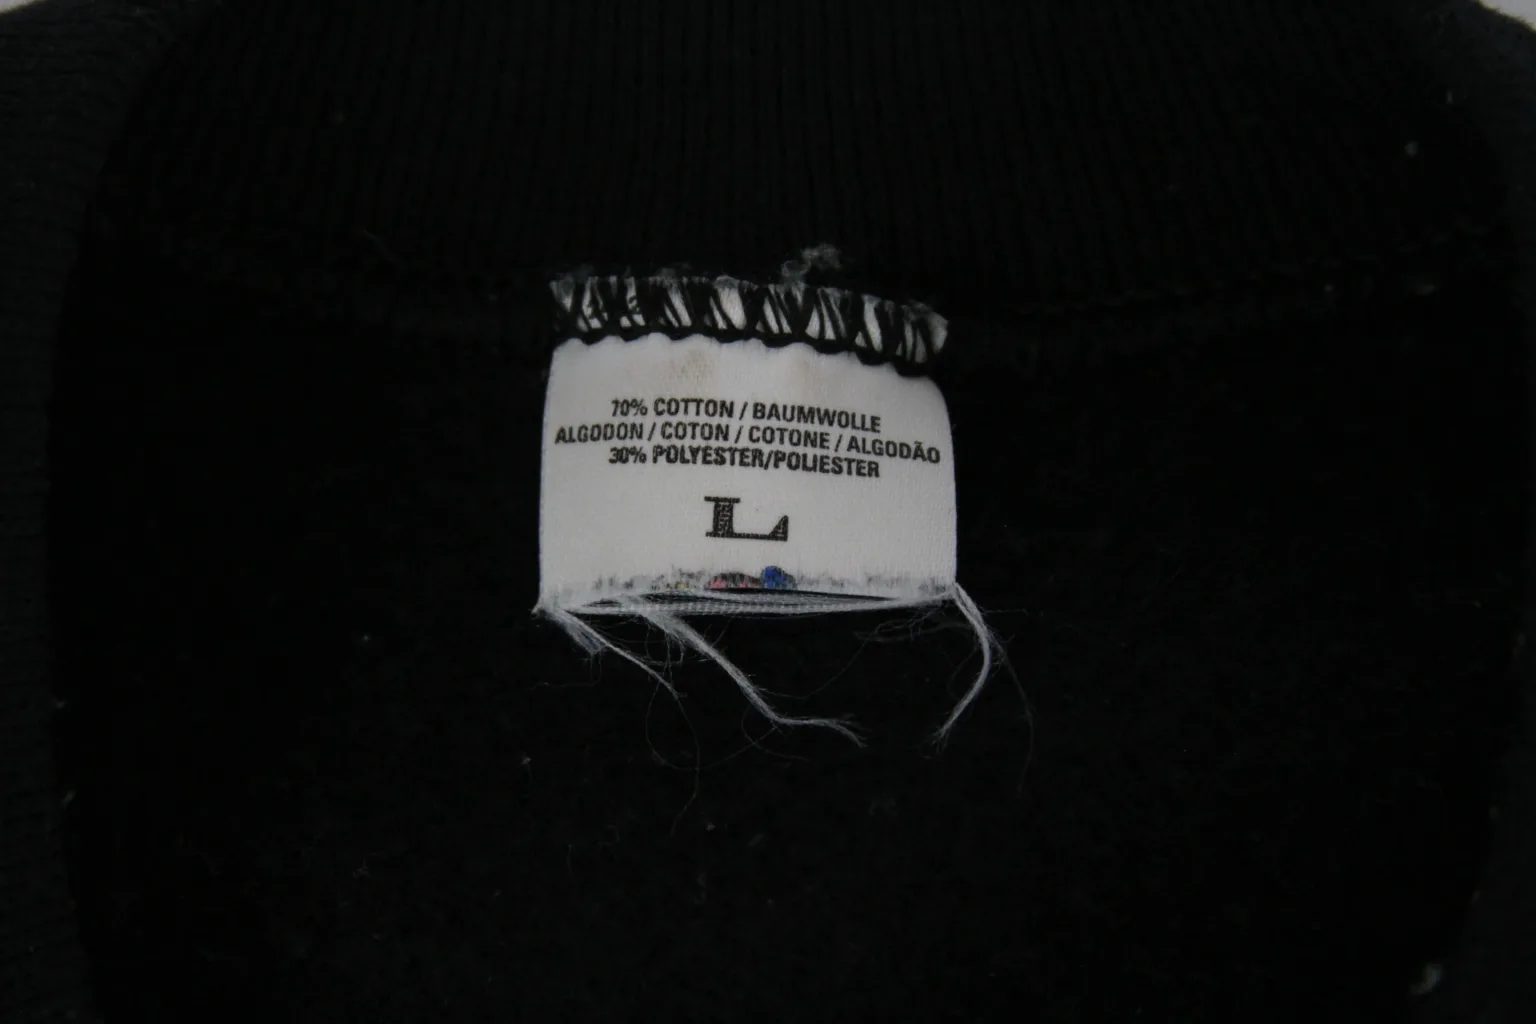 70% COTTON / BAUMWOLLE
ALGODON / COTON / COTONE / ALGODÃO
30% POLYESTER/POLIESTER
L